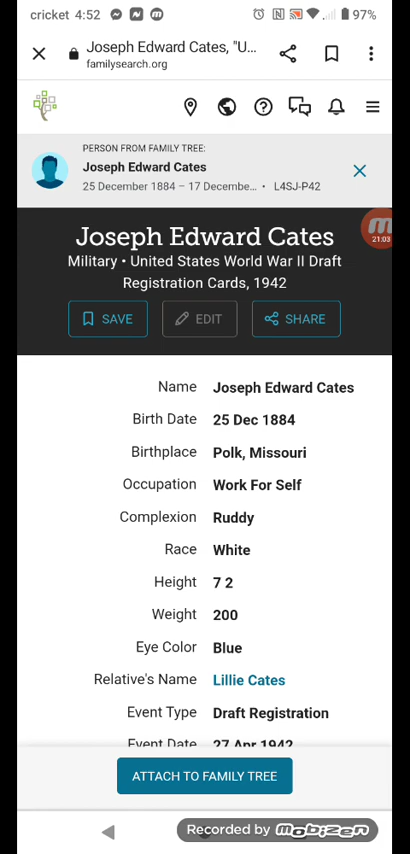 cricket 4:52 97%
Joseph Edward Cates, "U...
familysearch.org
PERSON FROM FAMILY TREE:
Joseph Edward Cates
25 December 1884 – 17 Decembe... • L4SJ-P42
Joseph Edward Cates
21:03
Military • United States World War II Draft
Registration Cards, 1942
SAVE EDIT SHARE
Name Joseph Edward Cates
Birth Date 25 Dec 1884
Birthplace Polk, Missouri
Occupation Work For Self
Complexion Ruddy
Race White
Height 7 2
Weight 200
Eye Color Blue
Relative's Name Lillie Cates
Event Type Draft Registration
Event Date 27 Apr 1942
ATTACH TO FAMILY TREE
Recorded by mobizen